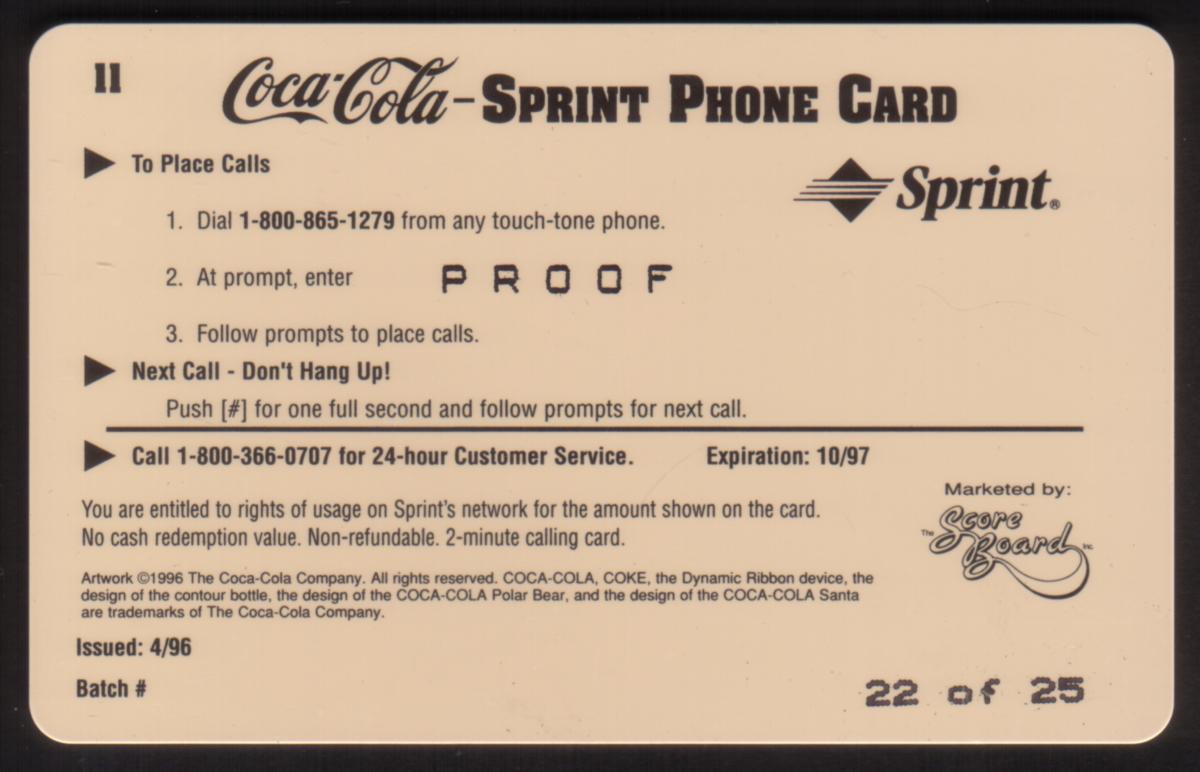 II
Coca-Cola – SPRINT PHONE CARD
▶ To Place Calls
Sprint®
1. Dial 1-800-865-1279 from any touch-tone phone.
2. At prompt, enter PROOF
3. Follow prompts to place calls.
▶ Next Call - Don't Hang Up!
Push [#] for one full second and follow prompts for next call.
▶ Call 1-800-366-0707 for 24-hour Customer Service. Expiration: 10/97
Marketed by:
The Score Board Inc.
You are entitled to rights of usage on Sprint's network for the amount shown on the card.
No cash redemption value. Non-refundable. 2-minute calling card.
Artwork ©1996 The Coca-Cola Company. All rights reserved. COCA-COLA, COKE, the Dynamic Ribbon device, the
design of the contour bottle, the design of the COCA-COLA Polar Bear, and the design of the COCA-COLA Santa
are trademarks of The Coca-Cola Company.
Issued: 4/96
Batch #
22 of 25